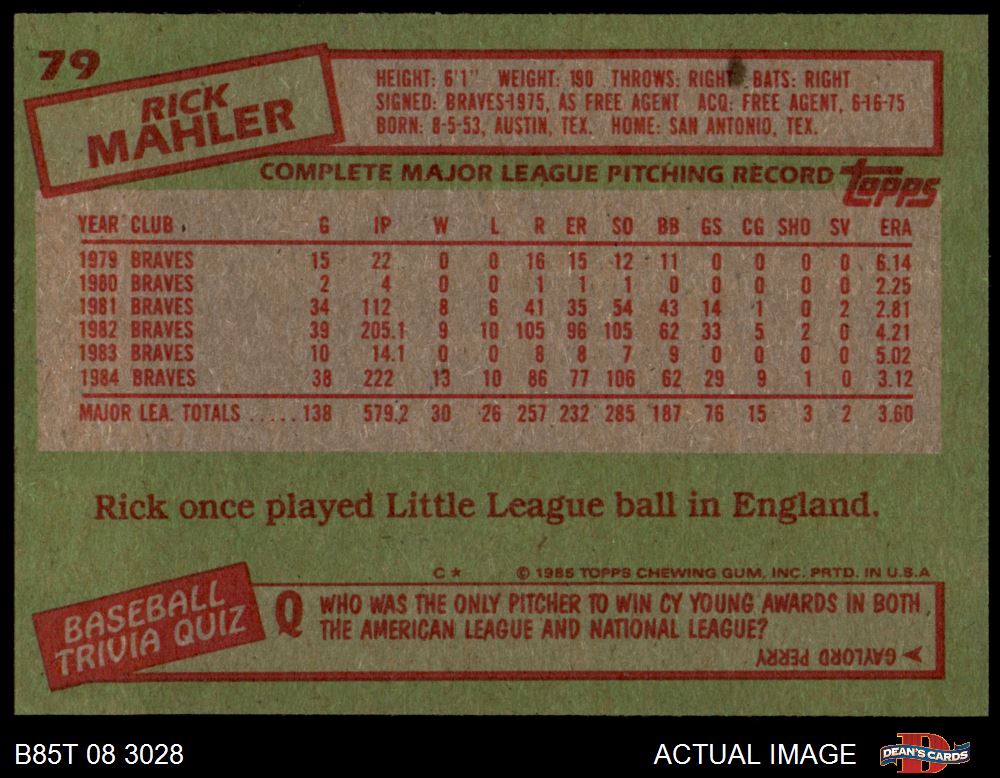 79
RICK
MAHLER
HEIGHT: 6'1" WEIGHT: 190 THROWS: RIGHT BATS: RIGHT
SIGNED: BRAVES-1975, AS FREE AGENT ACQ: FREE AGENT, 6-16-75
BORN: 8-5-53, AUSTIN, TEX. HOME: SAN ANTONIO, TEX.
COMPLETE MAJOR LEAGUE PITCHING RECORD topps
YEAR CLUB G IP W L R ER SO BB GS CG SHO SV ERA
1979 BRAVES 15 22 0 0 16 15 12 11 0 0 0 0 6.14
1980 BRAVES 2 4 0 0 1 1 1 0 0 0 0 0 2.25
1981 BRAVES 34 112 8 6 41 35 54 43 14 1 0 2 2.81
1982 BRAVES 39 205.1 9 10 105 96 105 62 33 5 2 0 4.21
1983 BRAVES 10 14.1 0 0 8 8 7 9 0 0 0 0 5.02
1984 BRAVES 38 222 13 10 86 77 106 62 29 9 1 0 3.12
MAJOR LEA. TOTALS ..... 138 579.2 30 26 257 232 285 187 76 15 3 2 3.60
Rick once played Little League ball in England.
C* © 1985 TOPPS CHEWING GUM, INC. PRTD. IN U.S.A
BASEBALL
TRIVIA QUIZ
Q WHO WAS THE ONLY PITCHER TO WIN CY YOUNG AWARDS IN BOTH
THE AMERICAN LEAGUE AND NATIONAL LEAGUE?
GAYLORD PERRY
B85T 08 3028 ACTUAL IMAGE DEAN'S CARDS